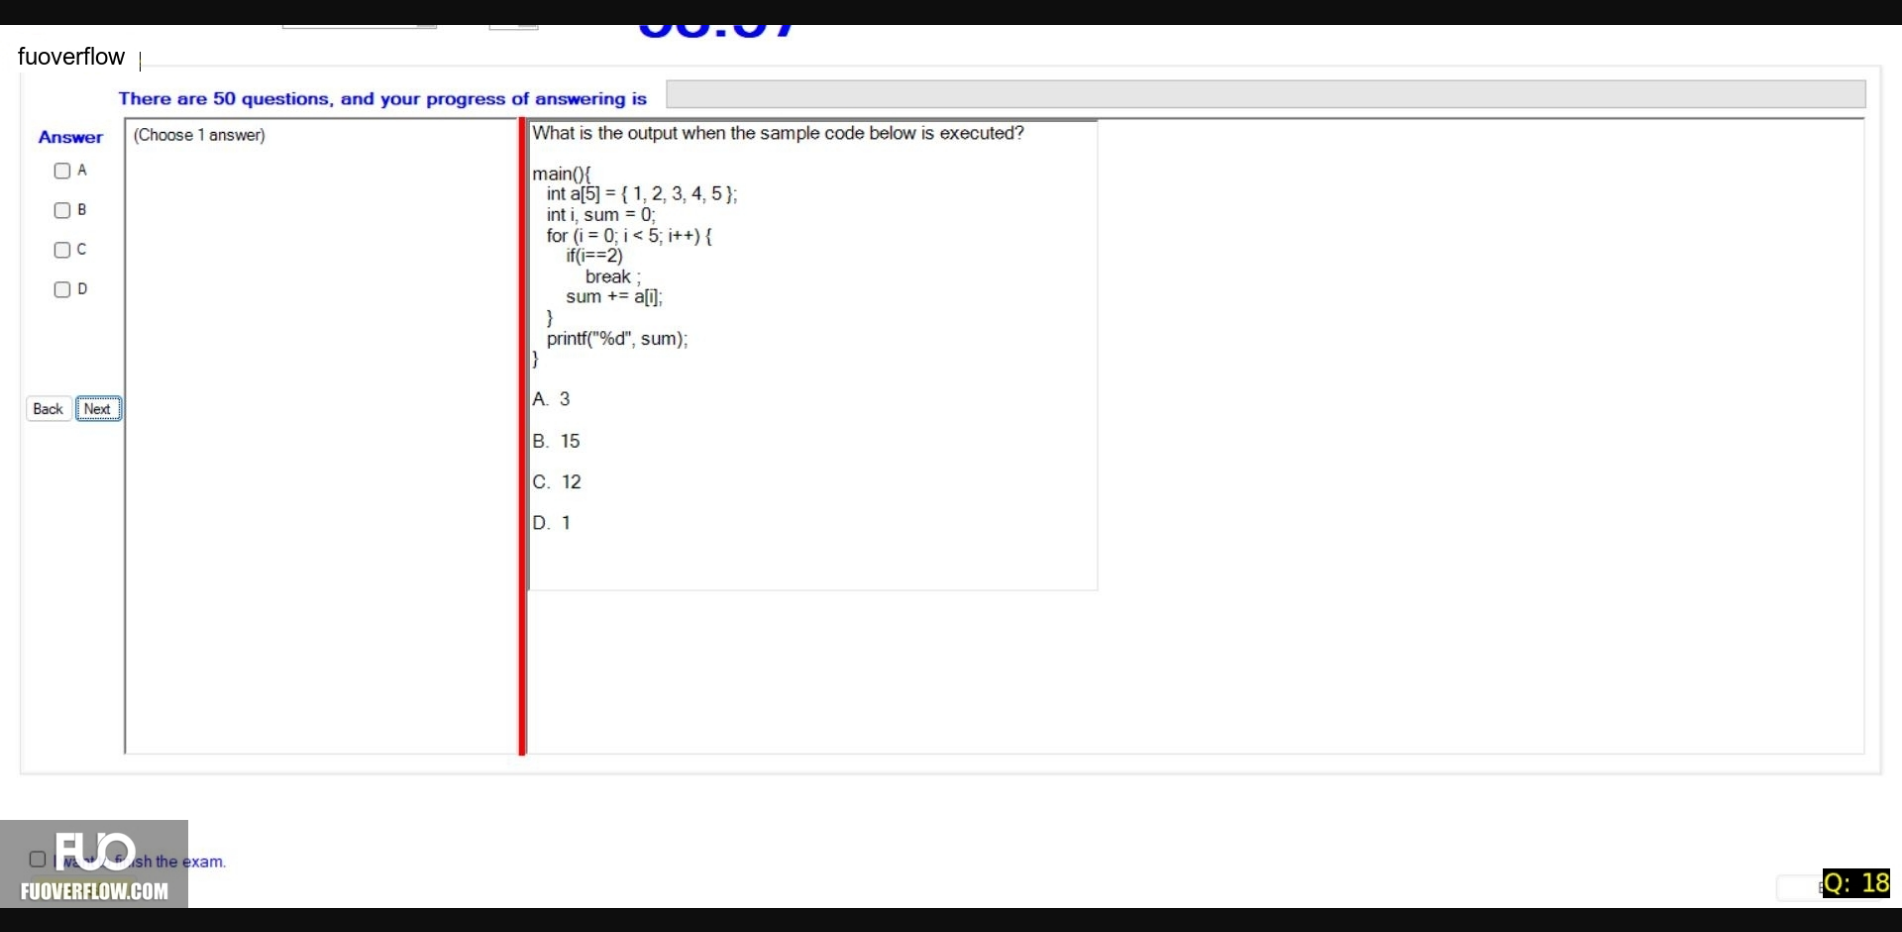 fuoverflow
There are 50 questions, and your progress of answering is
Answer
(Choose 1 answer)
A
B
C
D
Back
Next
What is the output when the sample code below is executed?
main(){
int a[5] = { 1, 2, 3, 4, 5 };
int i, sum = 0;
for (i = 0; i < 5; i++) {
if(i==2)
break ;
sum += a[i];
}
printf("%d", sum);
}
A. 3
B. 15
C. 12
D. 1
FUO
the exam.
FUOVERFLOW.COM
Q: 18